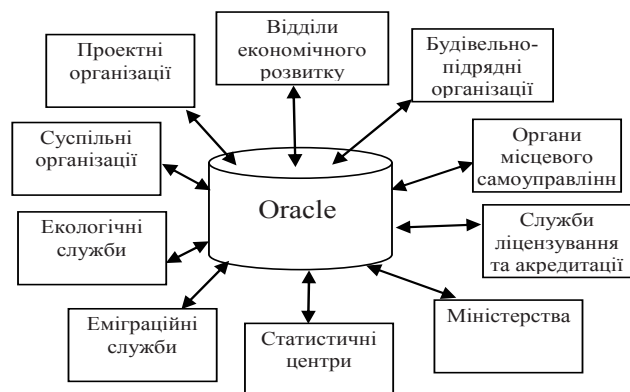 Відділи
економічного
розвитку
Проектні
організації
Будівельно-
підрядні
організації
Суспільні
організації
Органи
місцевого
самоуправлінн
Oracle
Екологічні
служби
Служби
ліцензування
та акредитації
Еміграційні
служби
Статистичні
центри
Міністерства